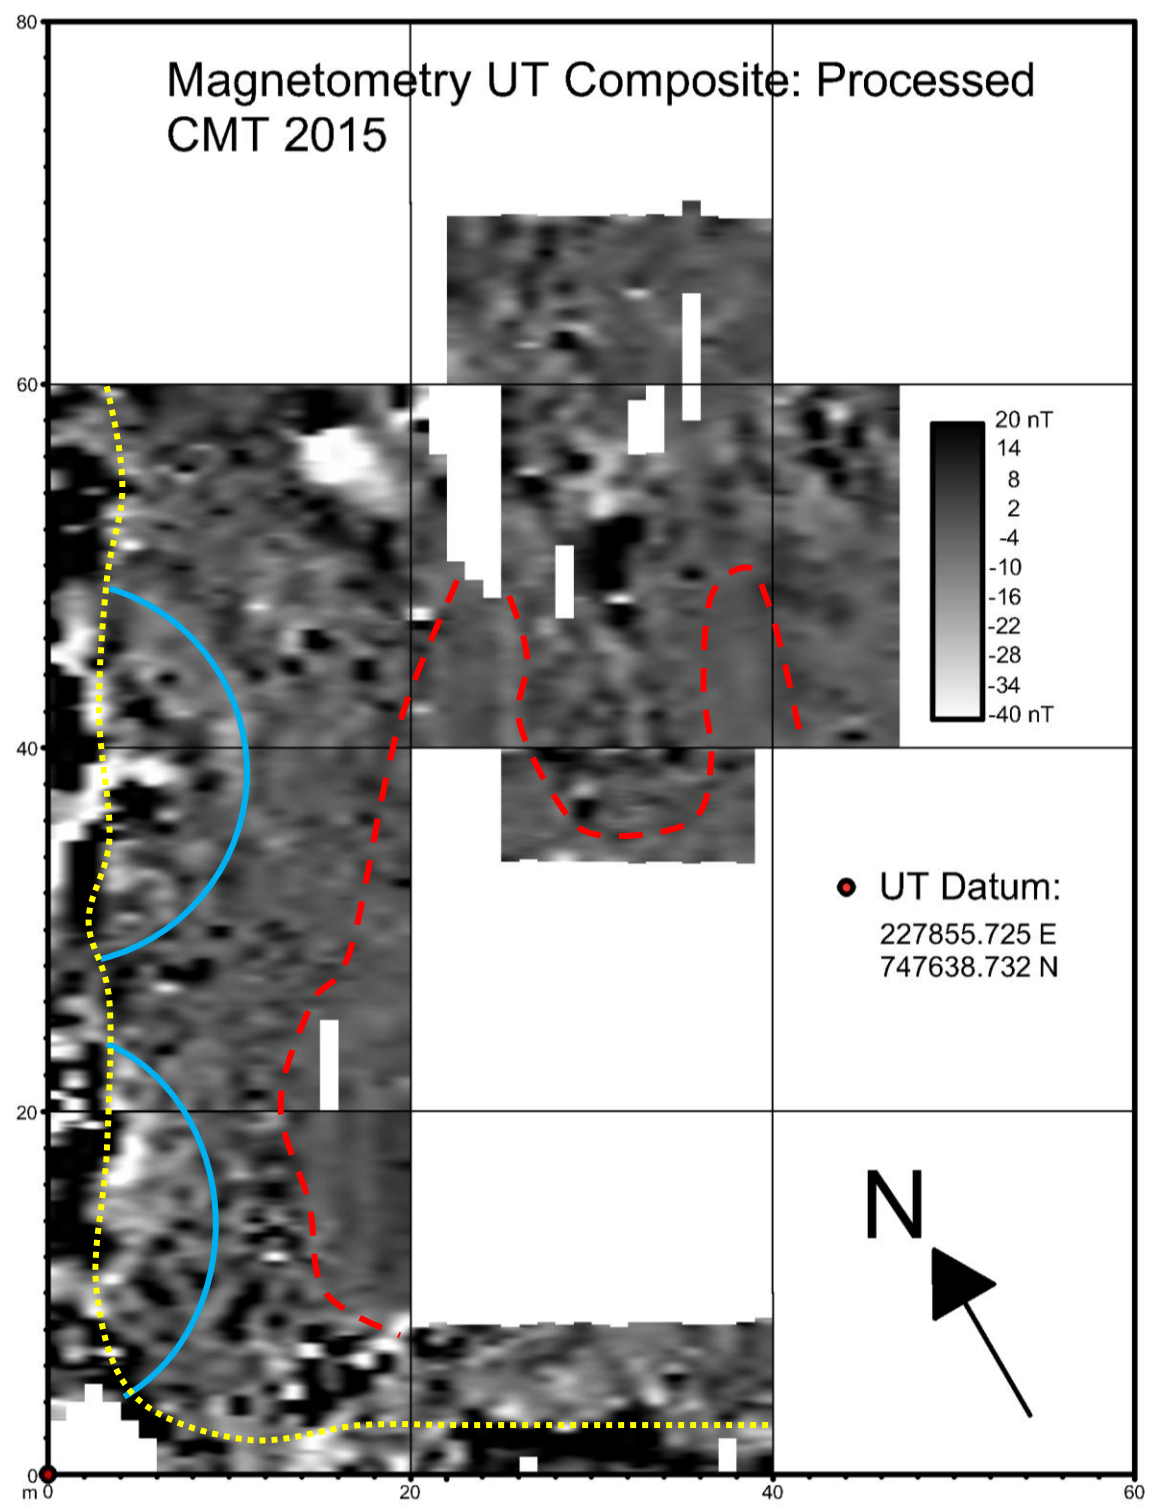 80
Magnetometry UT Composite: Processed
CMT 2015
60
20 nT
14
8
2
-4
-10
-16
-22
-28
-34
-40 nT
40
UT Datum:
227855.725 E
747638.732 N
20
N
0
m 0 20 40 60